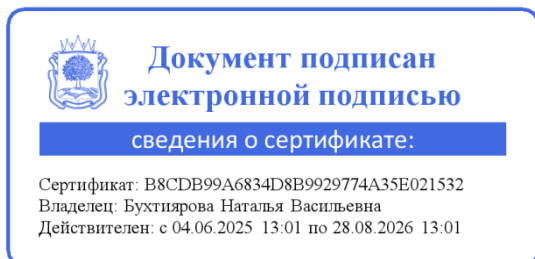 Документ подписан
электронной подписью
сведения о сертификате:
Сертификат: B8CDB99A6834D8B9929774A35E021532
Владелец: Бухтиярова Наталья Васильевна
Действителен: с 04.06.2025 13:01 по 28.08.2026 13:01